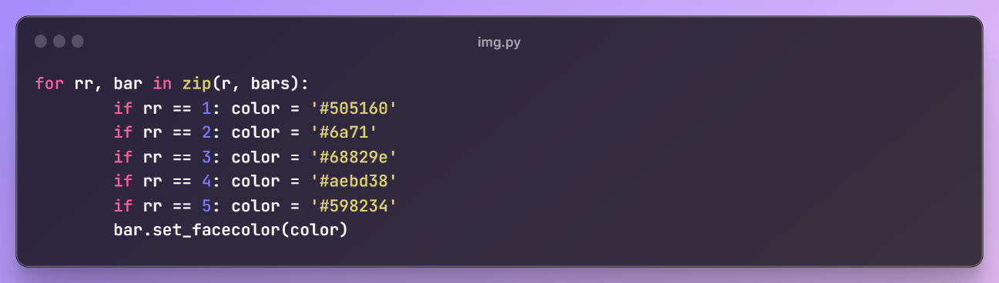 img.py
for rr, bar in zip(r, bars):
        if rr == 1: color = '#505160'
        if rr == 2: color = '#6a71'
        if rr == 3: color = '#68829e'
        if rr == 4: color = '#aebd38'
        if rr == 5: color = '#598234'
        bar.set_facecolor(color)